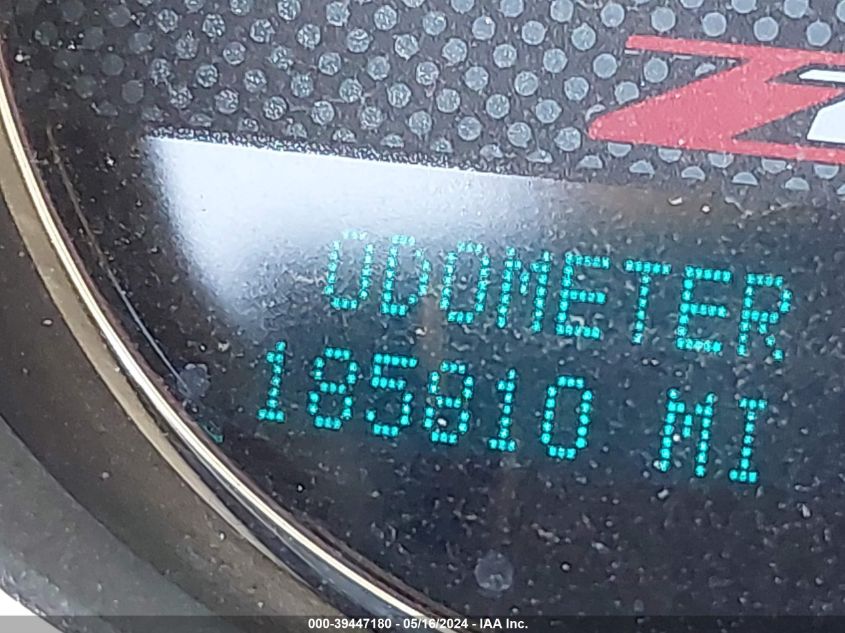 Z
ODOMETER
185810 MI
000-39447180 - 05/16/2024 - IAA Inc.